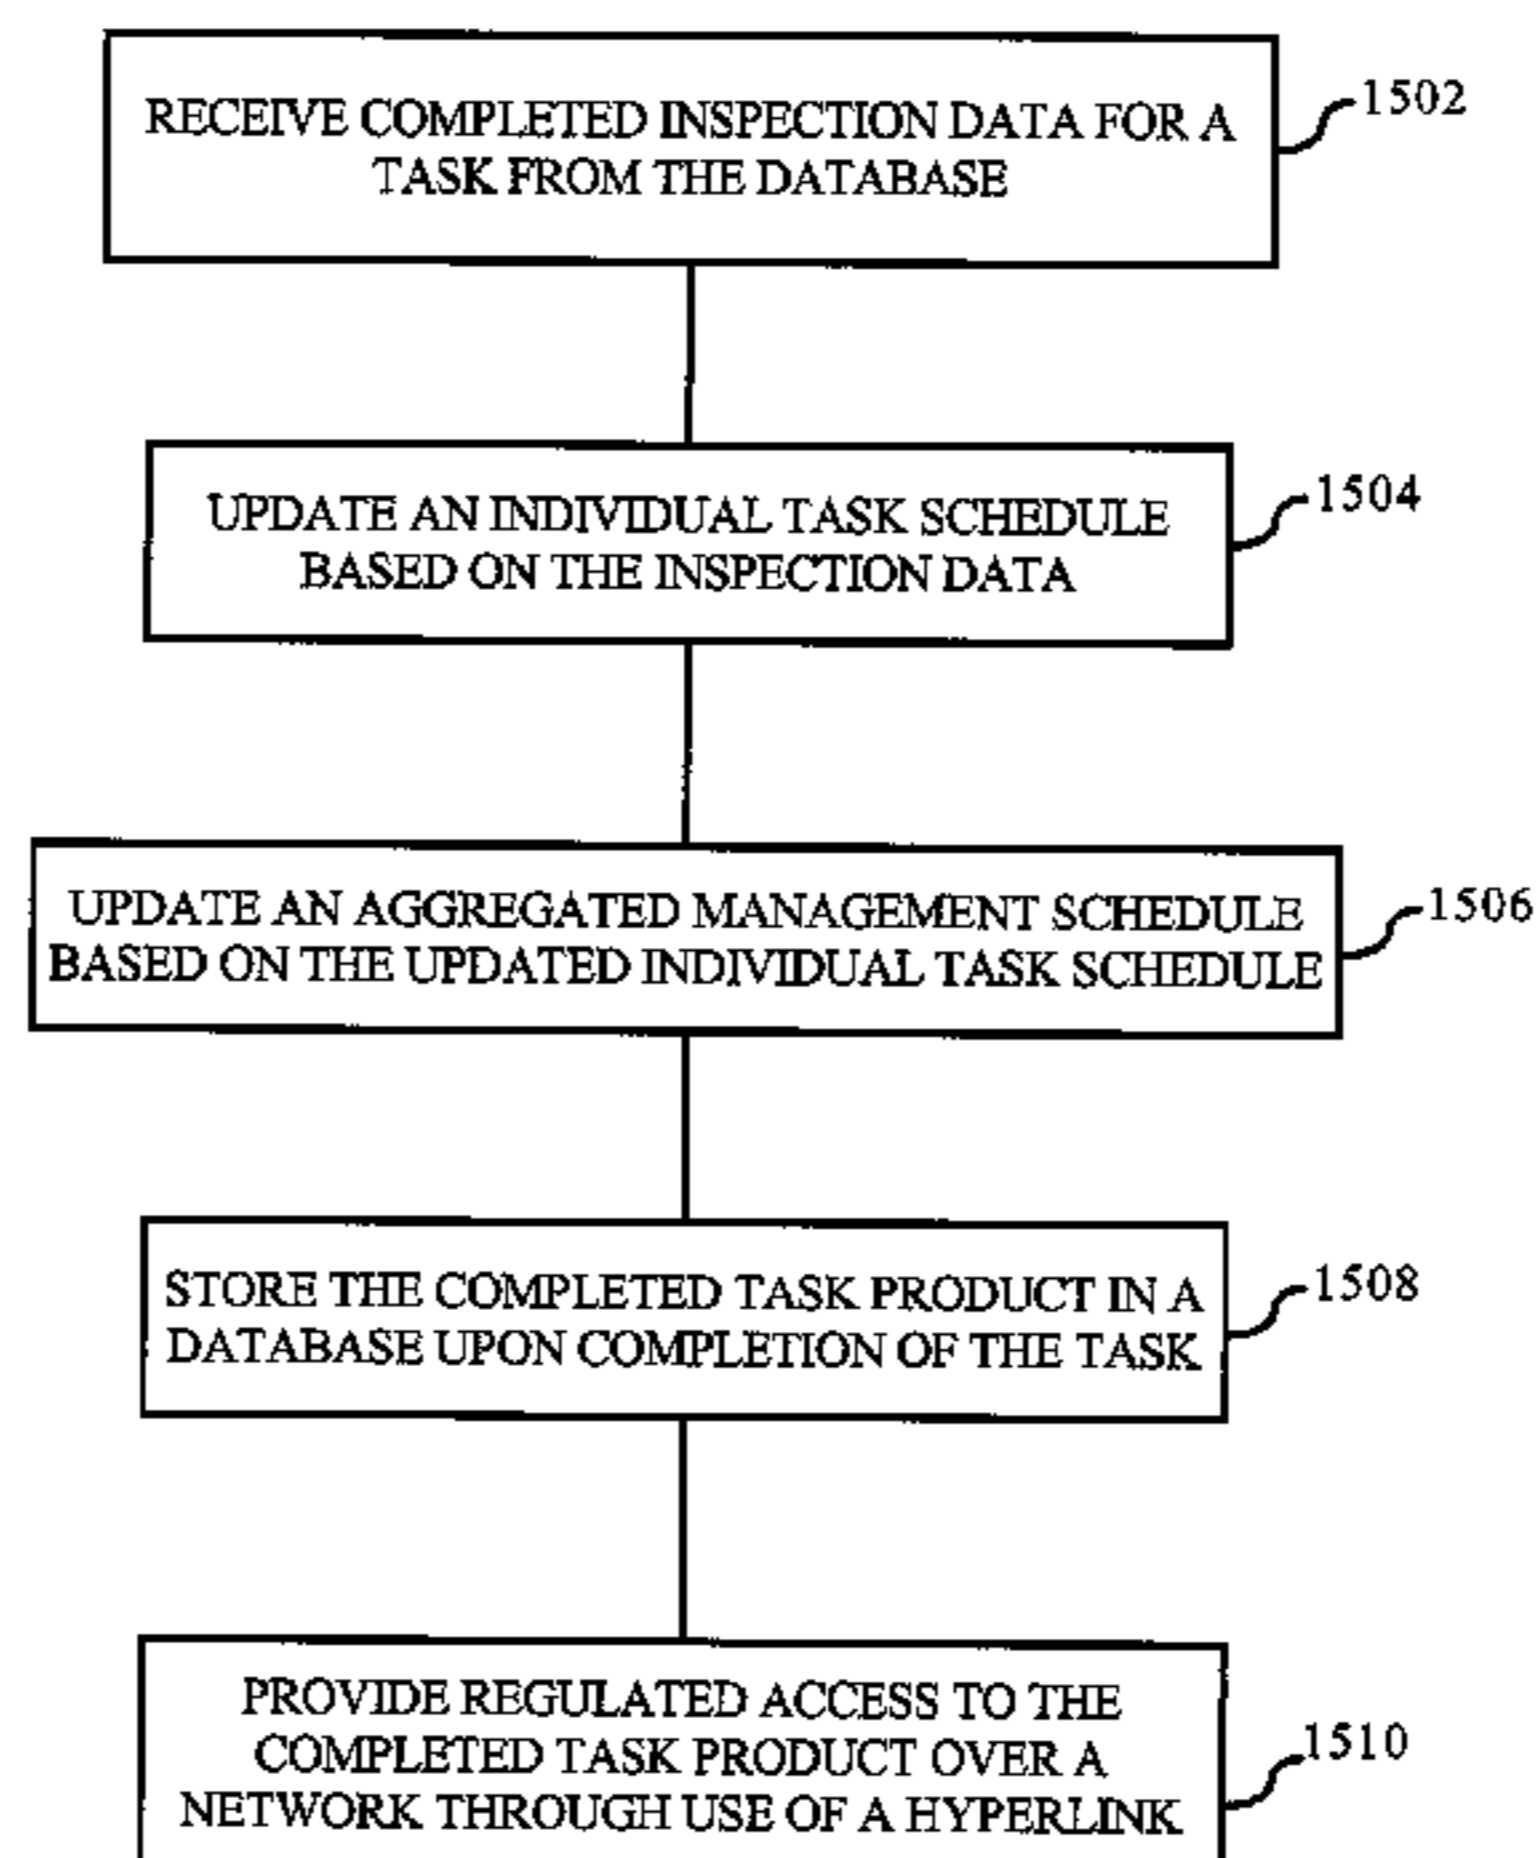 RECEIVE COMPLETED INSPECTION DATA FOR A
TASK FROM THE DATABASE
1502
UPDATE AN INDIVIDUAL TASK SCHEDULE
BASED ON THE INSPECTION DATA
1504
UPDATE AN AGGREGATED MANAGEMENT SCHEDULE
BASED ON THE UPDATED INDIVIDUAL TASK SCHEDULE
1506
STORE THE COMPLETED TASK PRODUCT IN A
DATABASE UPON COMPLETION OF THE TASK
1508
PROVIDE REGULATED ACCESS TO THE
COMPLETED TASK PRODUCT OVER A
NETWORK THROUGH USE OF A HYPERLINK
1510